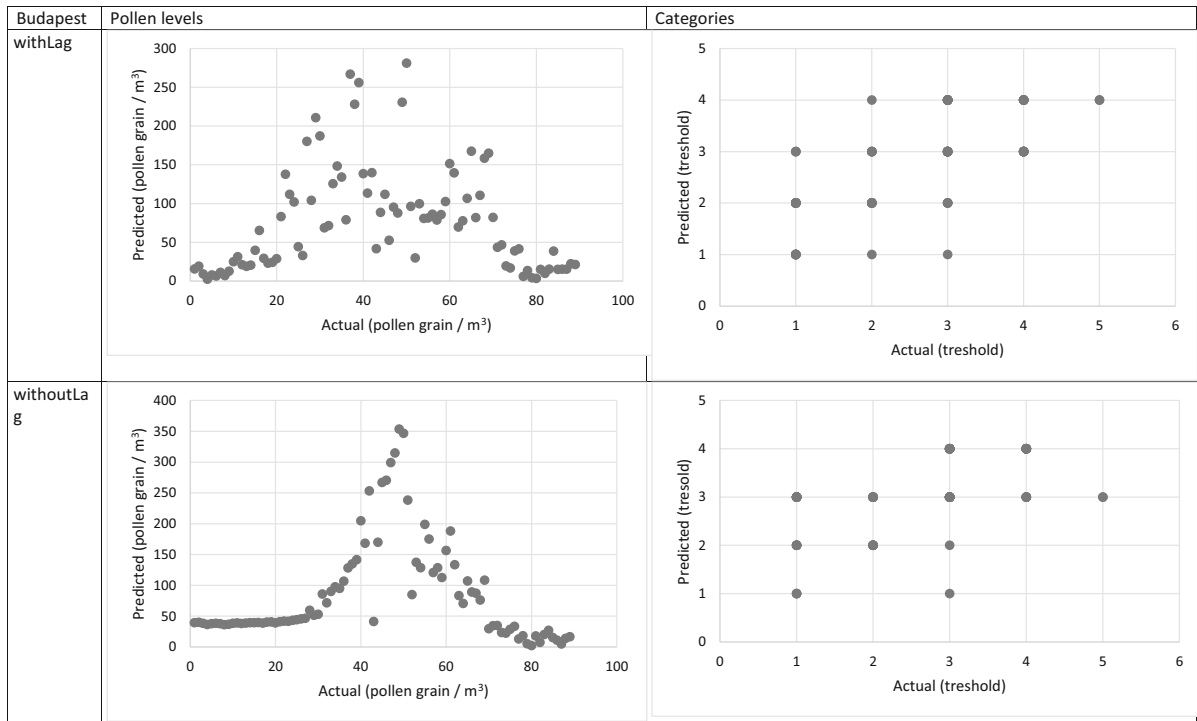 Budapest Pollen levels Categories
withLag
300
250
200
150
100
50
0
Predicted (pollen grain / m³)
0 20 40 60 80 100
Actual (pollen grain / m³)
5
4
3
2
1
0
Predicted (treshold)
0 1 2 3 4 5 6
Actual (treshold)
withoutLa
g
400
350
300
250
200
150
100
50
0
Predicted (pollen grain / m³)
0 20 40 60 80 100
Actual (pollen grain / m³)
5
4
3
2
1
0
Predicted (tresold)
0 1 2 3 4 5 6
Actual (treshold)